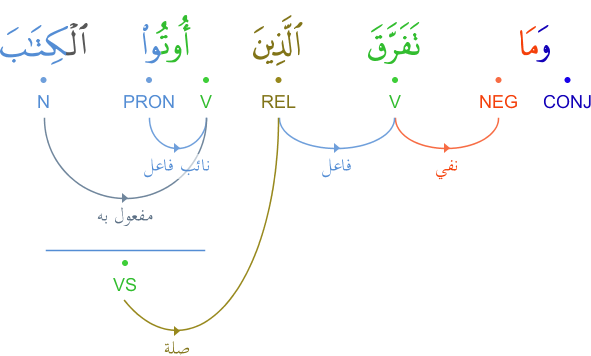 وَمَا تَفَرَّقَ ٱلَّذِينَ أُوتُوا۟ ٱلْكِتَـٰبَ
CONJ NEG V REL V PRON N
نفي فاعل نائب فاعل
مفعول به
VS
صلة